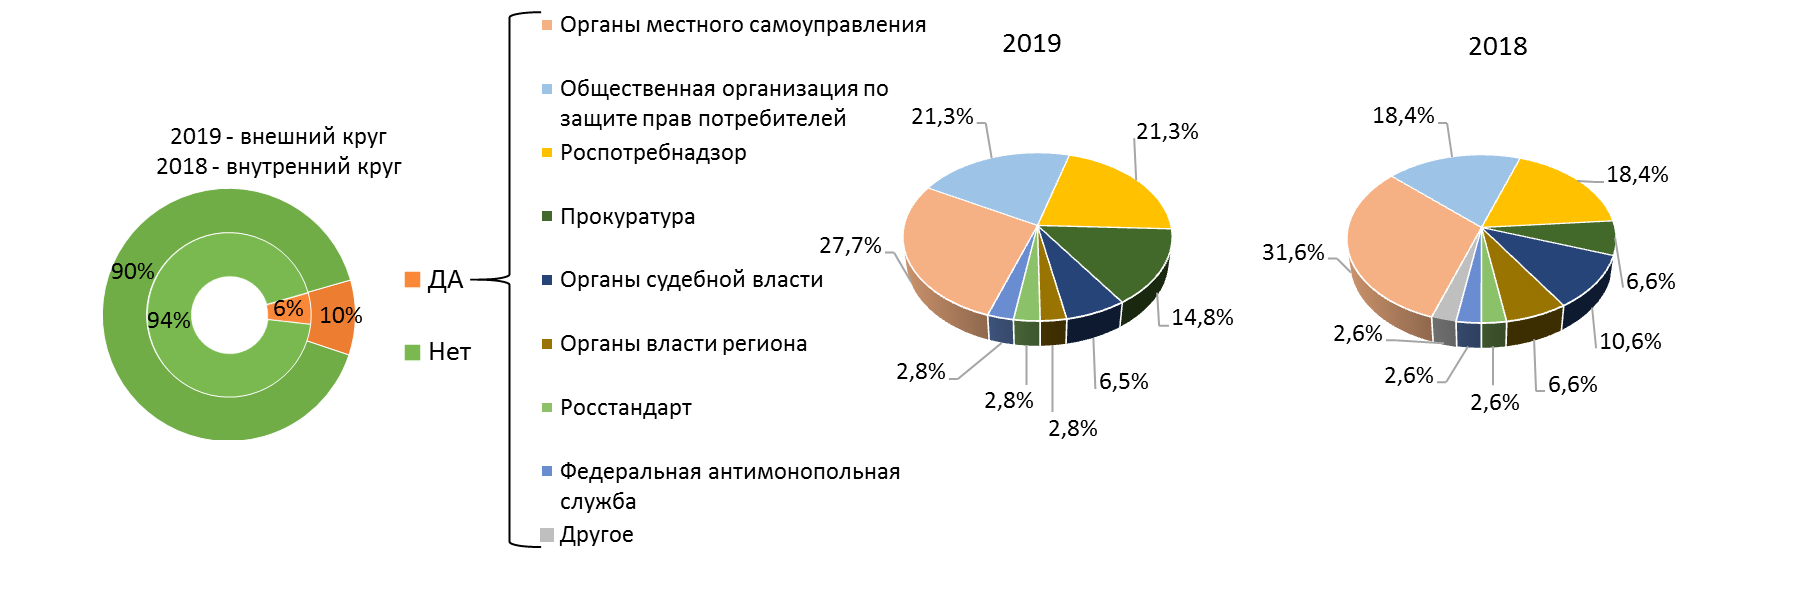 2019 - внешний круг
2018 - внутренний круг
90%
94%
6%
10%
ДА
Нет
Органы местного самоуправления
Общественная организация по
защите прав потребителей
Роспотребнадзор
Прокуратура
Органы судебной власти
Органы власти региона
Росстандарт
Федеральная антимонопольная
служба
Другое
2019
21,3%
21,3%
27,7%
14,8%
2,8%
6,5%
2,8%
2,8%
2018
18,4%
18,4%
31,6%
6,6%
2,6%
10,6%
2,6%
6,6%
2,6%